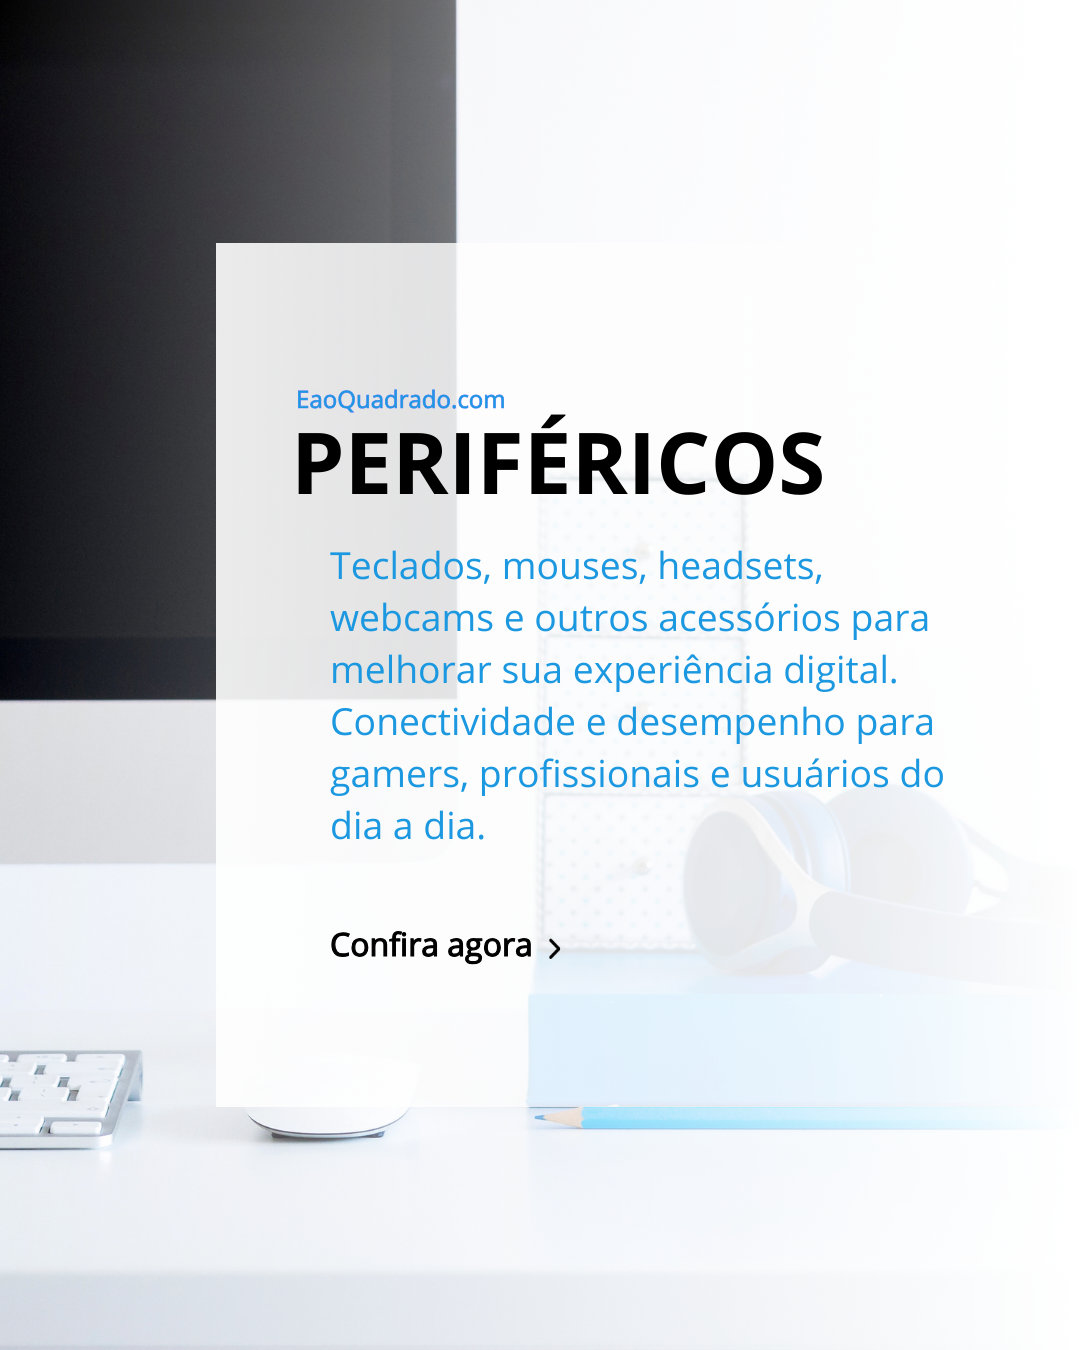 EaoQuadrado.com
PERIFÉRICOS
Teclados, mouses, headsets,
webcams e outros acessórios para
melhorar sua experiência digital.
Conectividade e desempenho para
gamers, profissionais e usuários do
dia a dia.
Confira agora